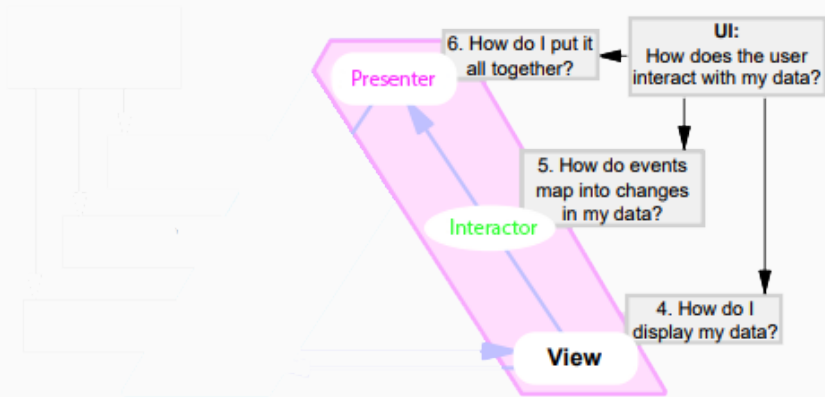 UI:
How does the user
interact with my data?
6. How do I put it
all together?
Presenter
5. How do events
map into changes
in my data?
Interactor
4. How do I
display my data?
View